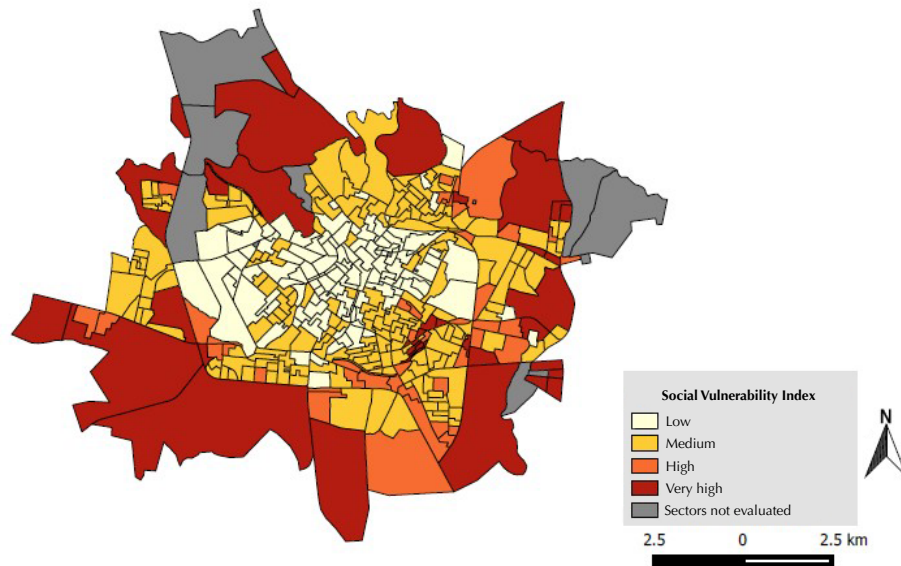 Social Vulnerability Index
Low
Medium
High
Very high
Sectors not evaluated
N
2.5 0 2.5 km